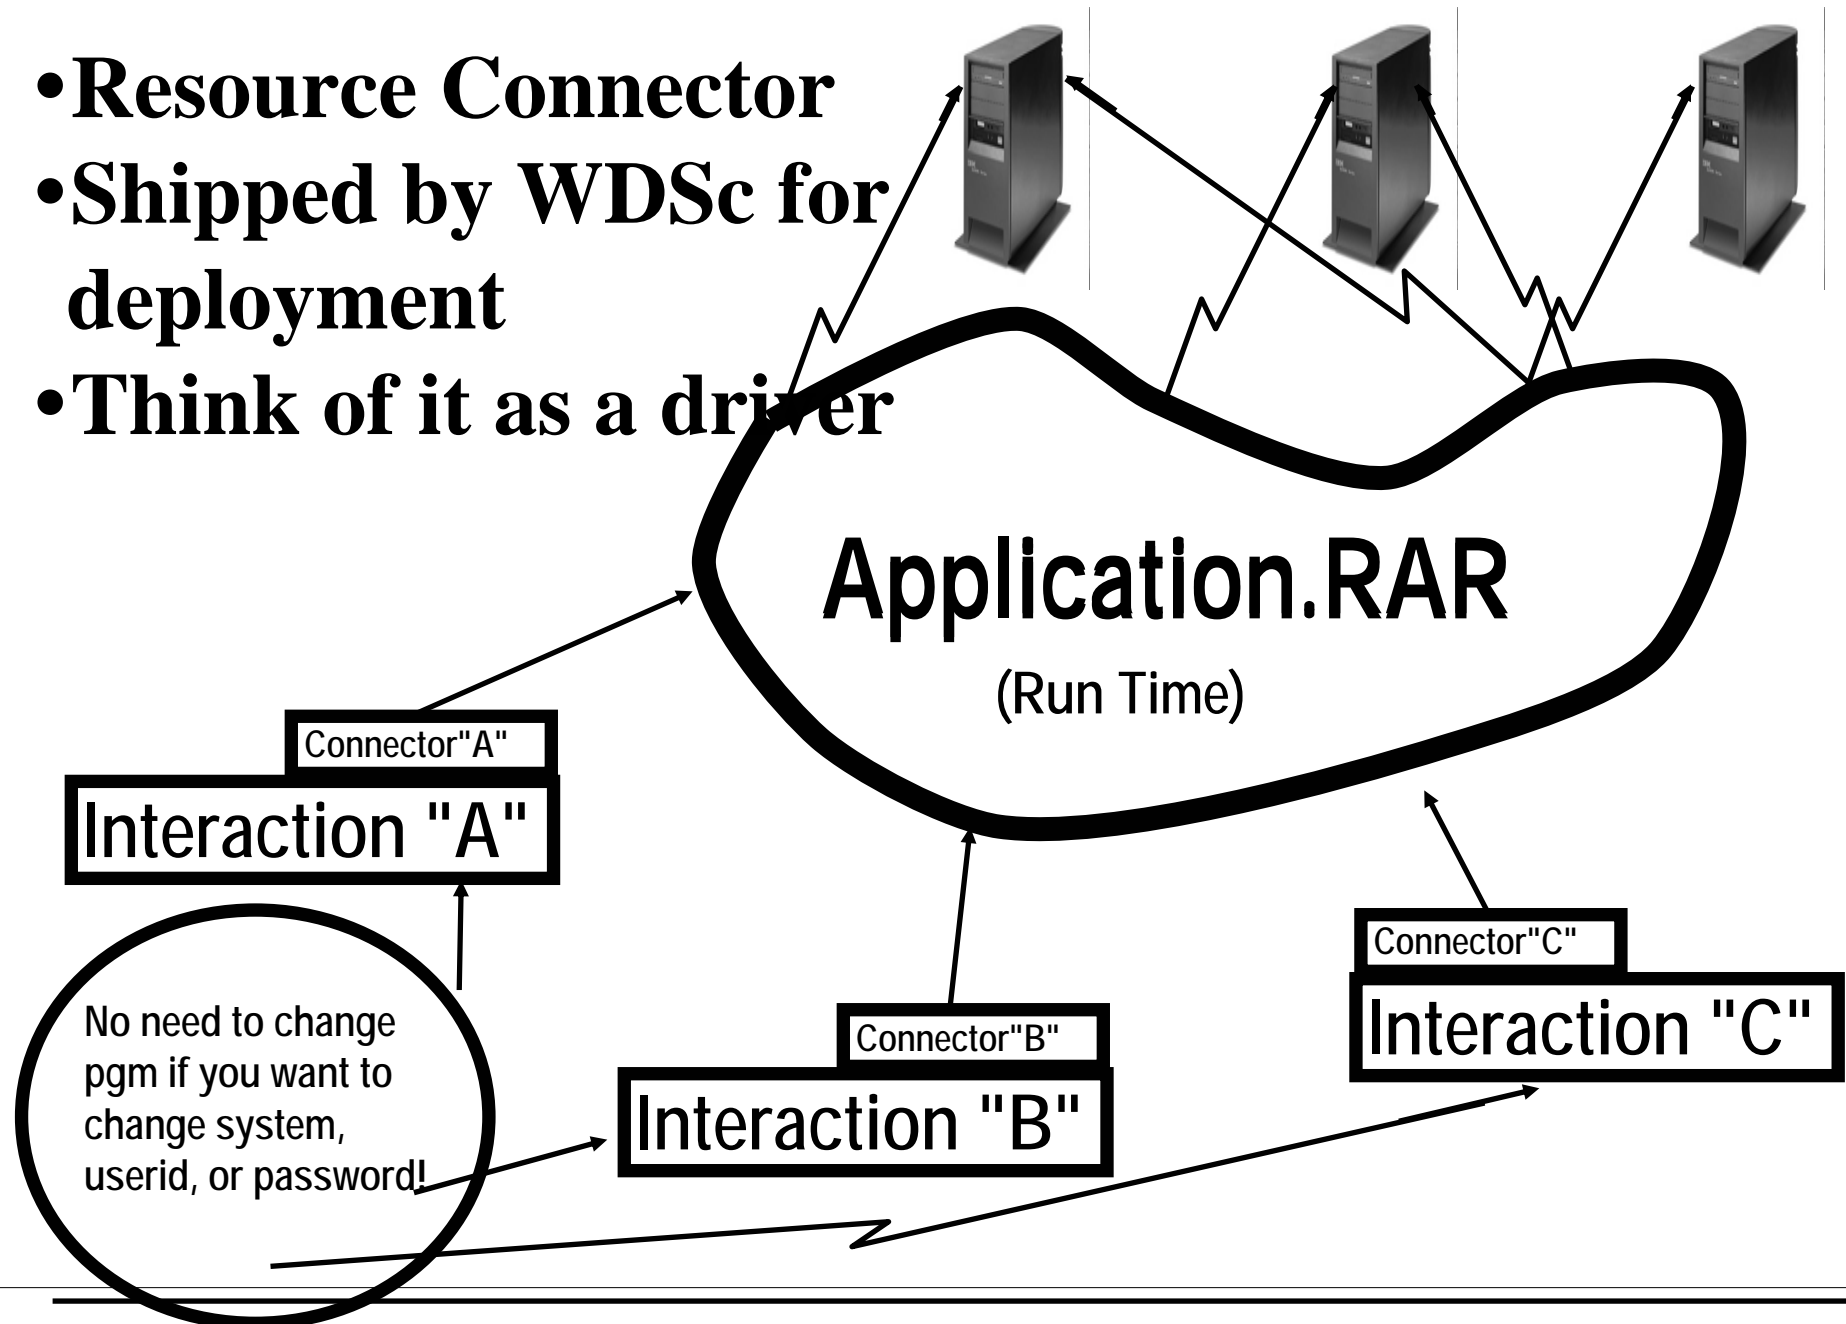 •Resource Connector
•Shipped by WDSc for
deployment
•Think of it as a driver
Application.RAR
(Run Time)
Connector"A"
Interaction "A"
No need to change
pgm if you want to
change system,
userid, or password!
Connector"B"
Interaction "B"
Connector"C"
Interaction "C"